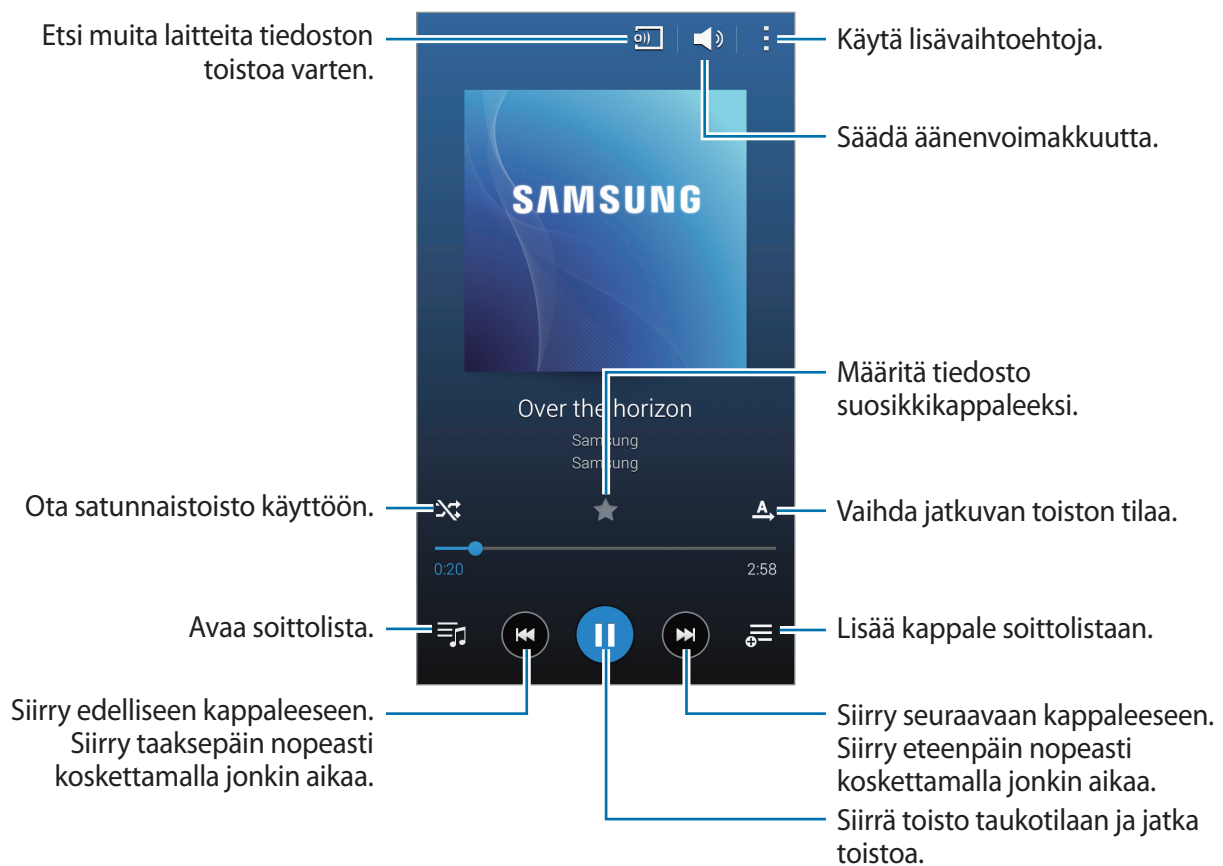 Etsi muita laitteita tiedoston
toistoa varten.
Käytä lisävaihtoehtoja.
Säädä äänenvoimakkuutta.
SAMSUNG
Määritä tiedosto
suosikkikappaleeksi.
Over the horizon
Samsung
Samsung
Ota satunnaistoisto käyttöön.
A
Vaihda jatkuvan toiston tilaa.
0:20
2:58
Avaa soittolista.
Lisää kappale soittolistaan.
Siirry edelliseen kappaleeseen.
Siirry taaksepäin nopeasti
koskettamalla jonkin aikaa.
Siirry seuraavaan kappaleeseen.
Siirry eteenpäin nopeasti
koskettamalla jonkin aikaa.
Siirrä toisto taukotilaan ja jatka
toistoa.